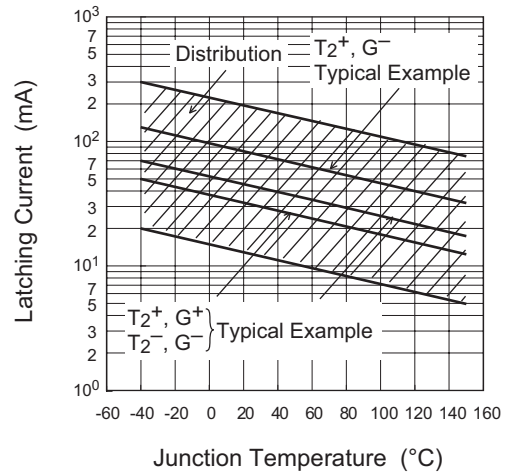 10³
7
5
3
2
10²
7
5
3
2
10¹
7
5
3
2
10⁰
Latching Current (mA)
Distribution
T2⁺, G⁻
Typical Example
T2⁺, G⁺
T2⁻, G⁻
Typical Example
-60 -40 -20 0 20 40 60 80 100 120 140 160
Junction Temperature (°C)